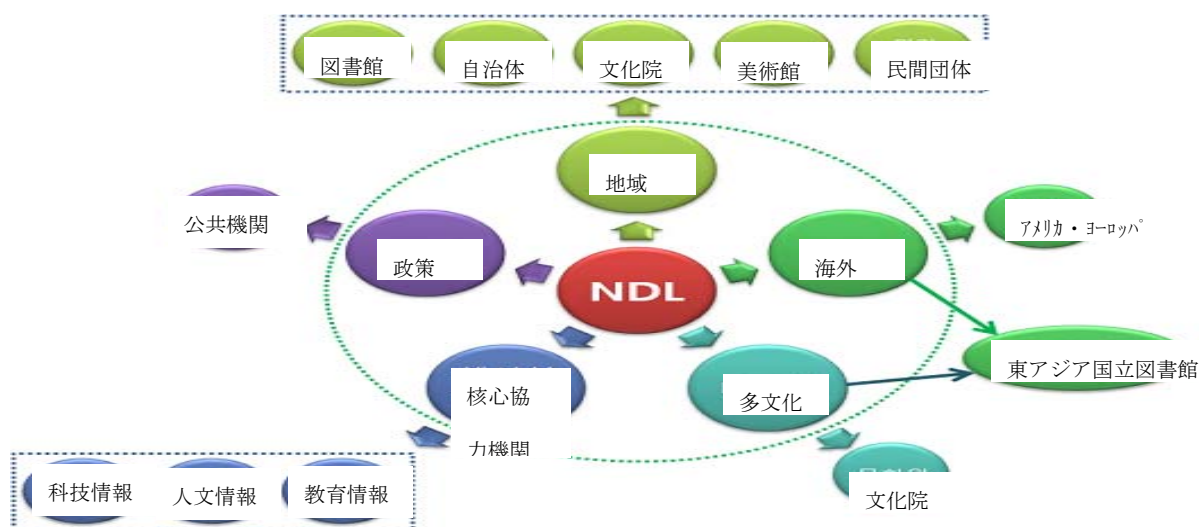 図書館
自治体
文化院
美術館
民間団体
地域
公共機関
政策
NDL
海外
アメリカ・ヨーロッパ
核心協
力機関
多文化
東アジア国立図書館
科技情報
人文情報
教育情報
文化院